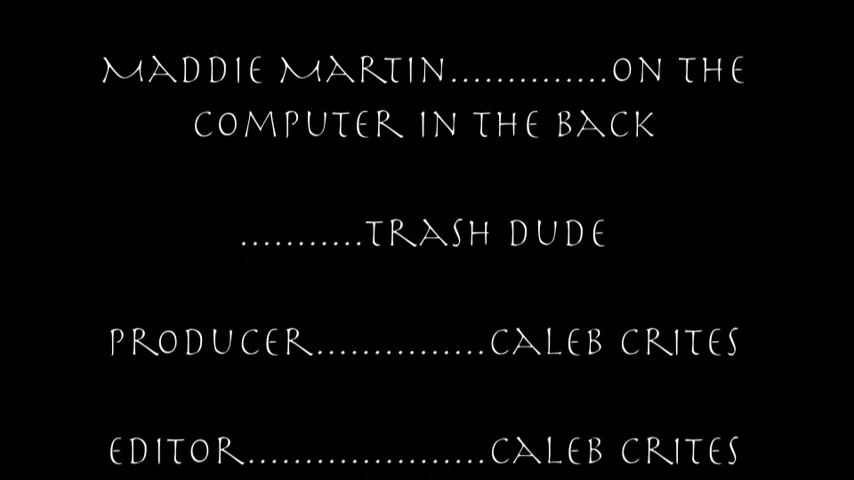 MADDIE MARTIN..............ON THE
COMPUTER IN THE BACK
...........TRASH DUDE
PRODUCER...............CALEB CRITES
EDITOR.....................CALEB CRITES